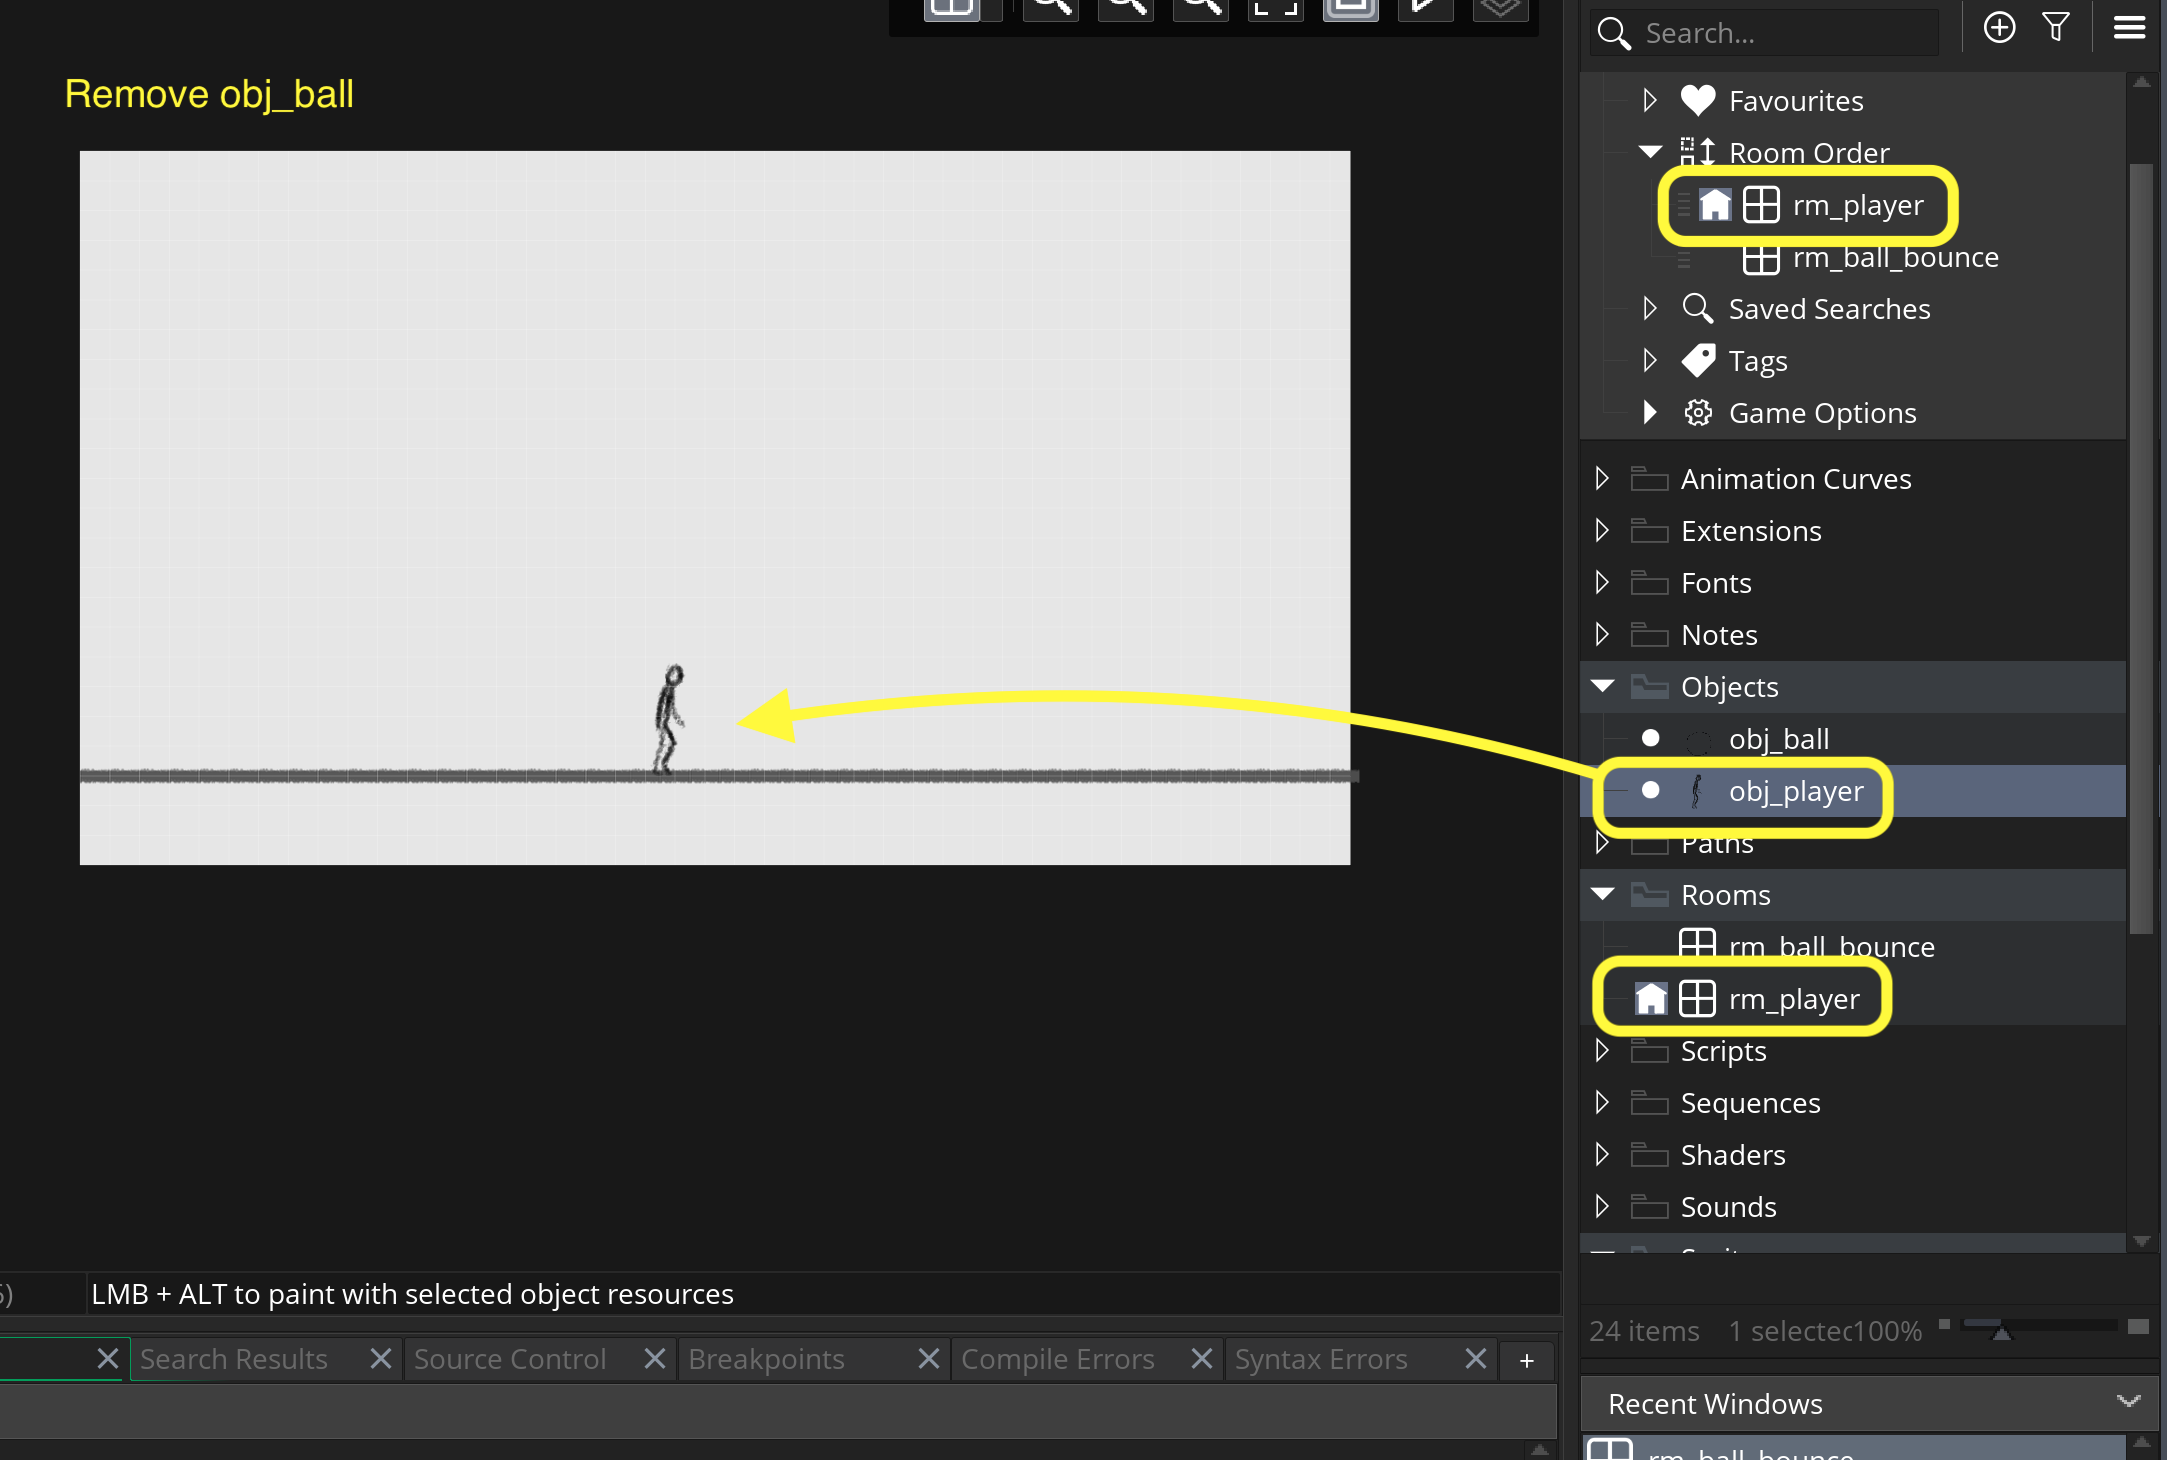 Search...
Remove obj_ball
Favourites
Room Order
rm_player
rm_ball_bounce
Saved Searches
Tags
Game Options
Animation Curves
Extensions
Fonts
Notes
Objects
obj_ball
obj_player
Paths
Rooms
rm_ball_bounce
rm_player
Scripts
Sequences
Shaders
Sounds
LMB + ALT to paint with selected object resources
24 items 1 selected 100%
Search Results Source Control Breakpoints Compile Errors Syntax Errors +
Recent Windows
rm_ball_bounce